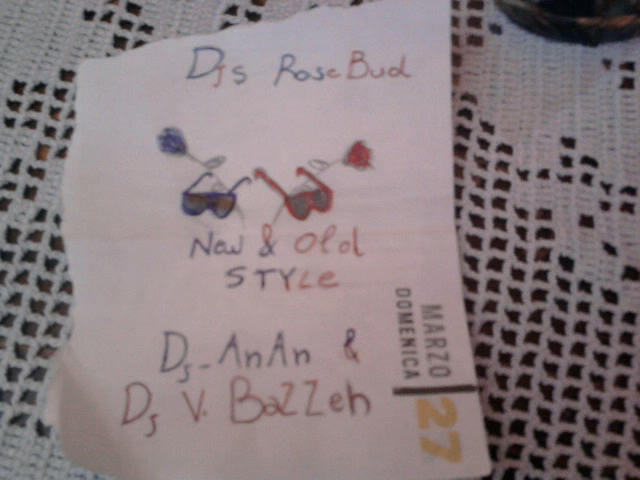 Djs RoseBud
New & Old
STYLe
Dj-AnAn &
Dj V. BaZZeh
MARZO
DOMENICA
27